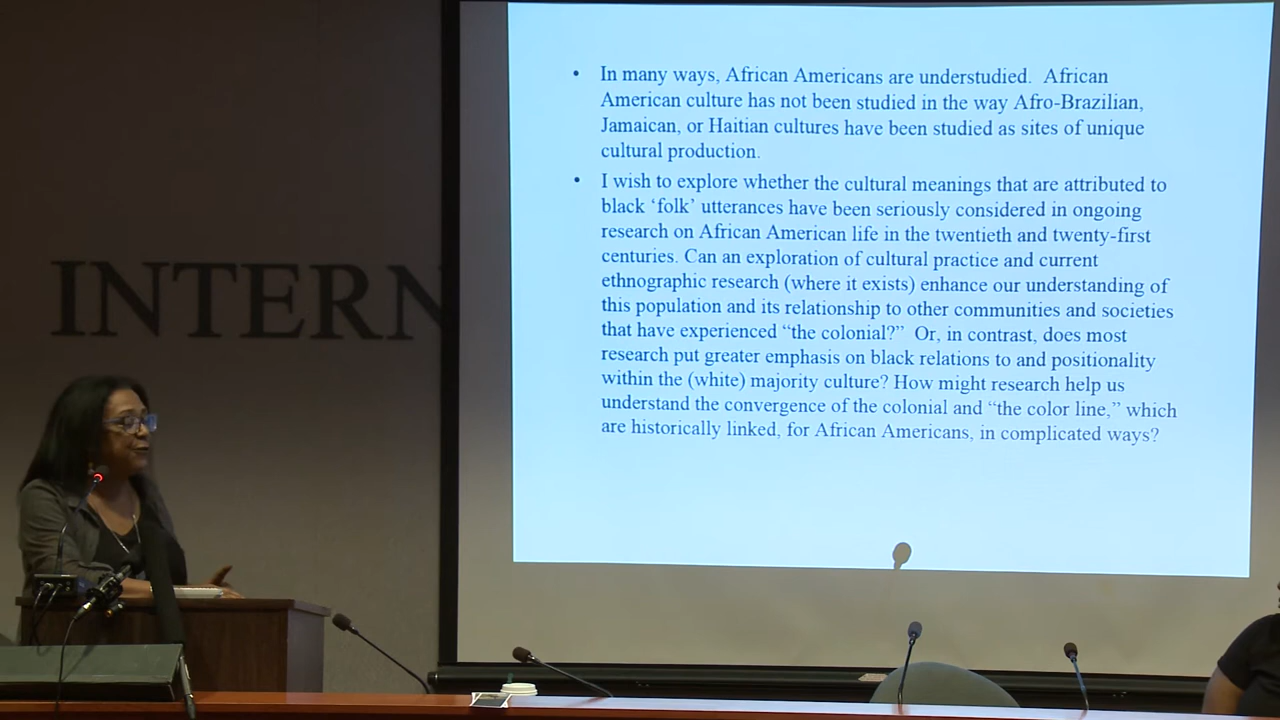 • In many ways, African Americans are understudied.  African
American culture has not been studied in the way Afro-Brazilian,
Jamaican, or Haitian cultures have been studied as sites of unique
cultural production.
• I wish to explore whether the cultural meanings that are attributed to
black ‘folk’ utterances have been seriously considered in ongoing
research on African American life in the twentieth and twenty-first
centuries. Can an exploration of cultural practice and current
ethnographic research (where it exists) enhance our understanding of
this population and its relationship to other communities and societies
that have experienced “the colonial?”  Or, in contrast, does most
research put greater emphasis on black relations to and positionality
within the (white) majority culture? How might research help us
understand the convergence of the colonial and “the color line,” which
are historically linked, for African Americans, in complicated ways?
INTERN